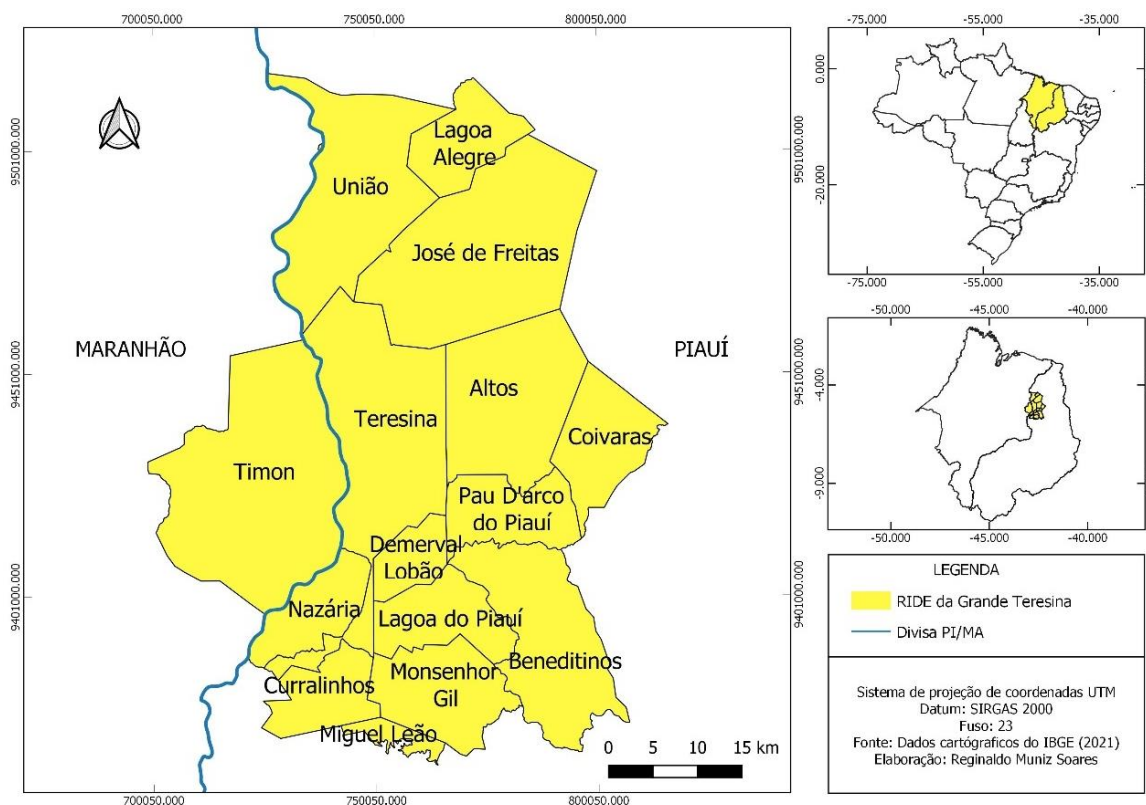 700050.000
750050.000
800050.000
9501000.000
9451000.000
9401000.000
Lagoa
Alegre
União
José de Freitas
MARANHÃO
PIAUÍ
Altos
Teresina
Coivaras
Timon
Pau D'arco
do Piauí
Demerval
Lobão
Nazária
Lagoa do Piauí
Beneditinos
Monsenhor
Gil
Curralinhos
Miguel Leão
0 5 10 15 km
9501000.000
9451000.000
9401000.000
700050.000
750050.000
800050.000
-75.000
-55.000
-35.000
0.000
-20.000
-75.000
-55.000
-35.000
-50.000
-45.000
-40.000
-4.000
-9.000
-50.000
-45.000
-40.000
LEGENDA
RIDE da Grande Teresina
Divisa PI/MA
Sistema de projeção de coordenadas UTM
Datum: SIRGAS 2000
Fuso: 23
Fonte: Dados cartógraficos do IBGE (2021)
Elaboração: Reginaldo Muniz Soares